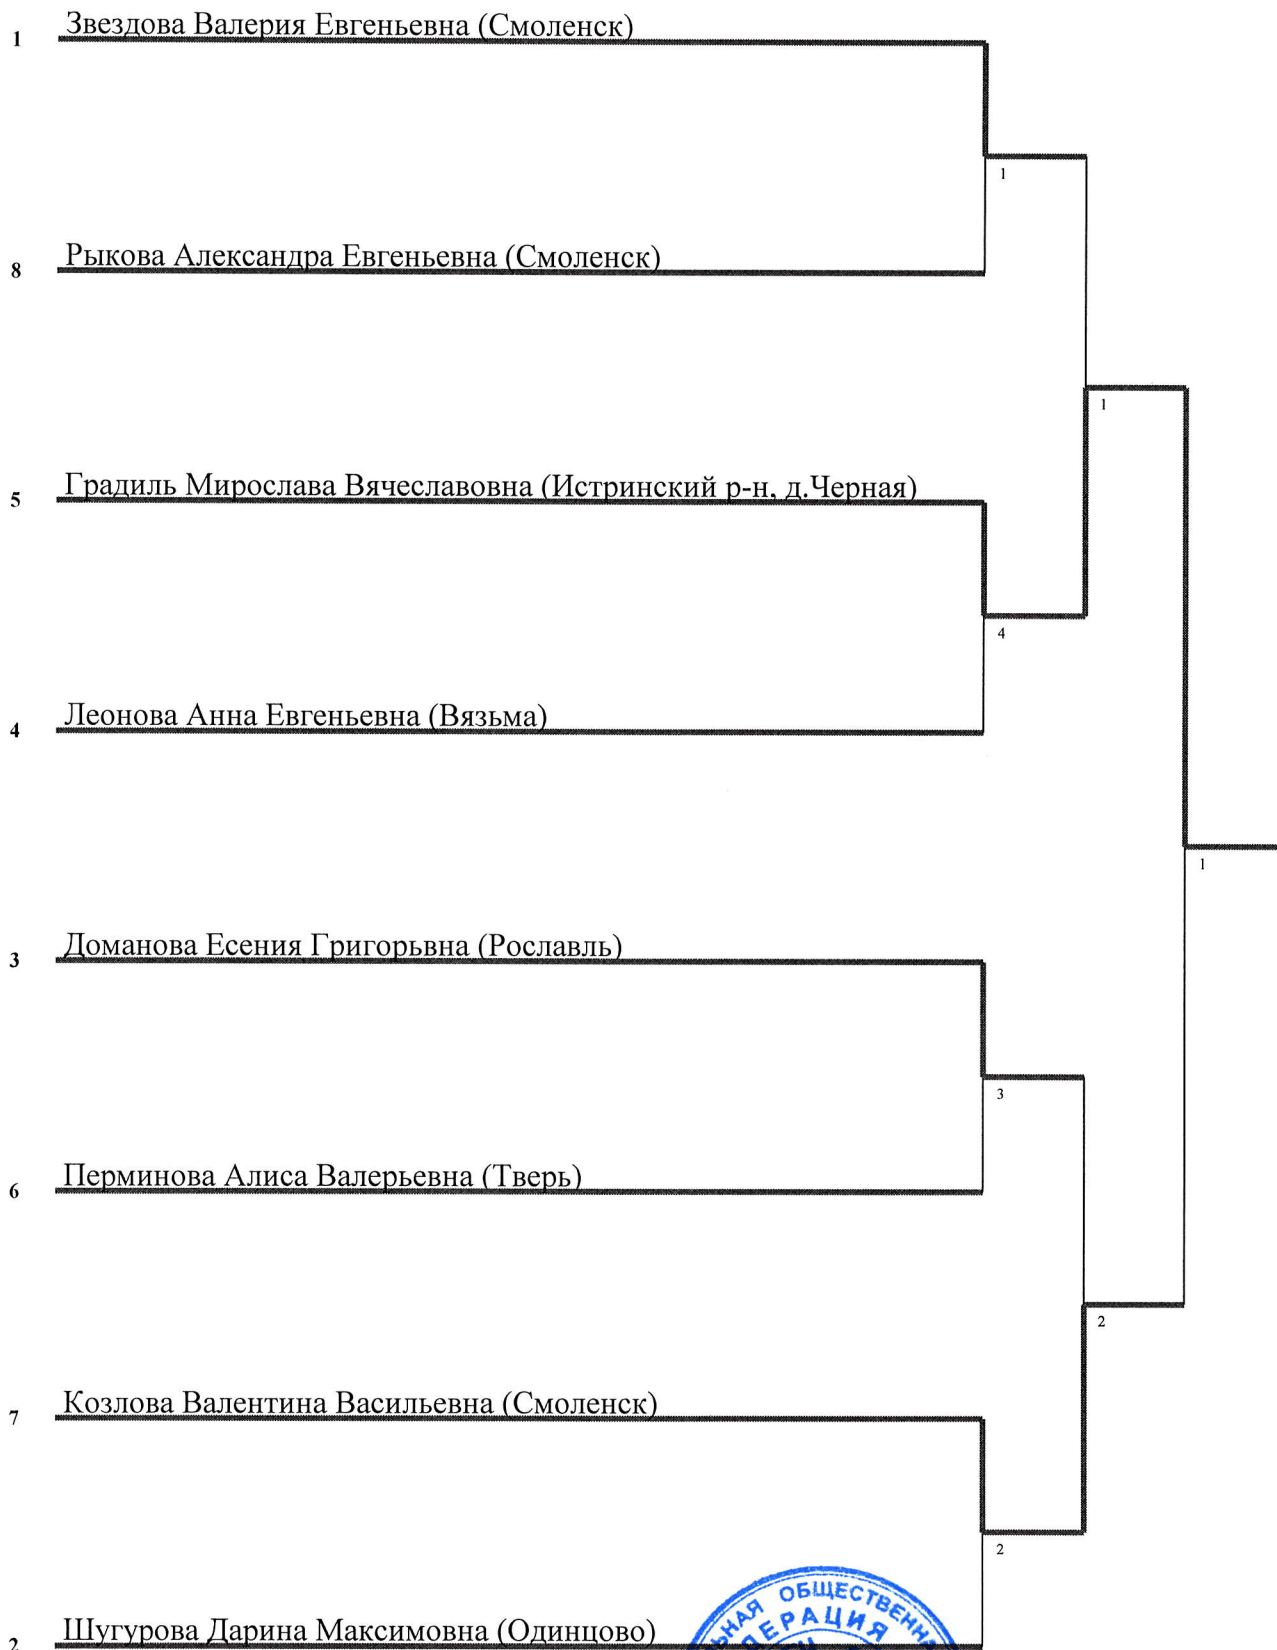 1 Звездова Валерия Евгеньевна (Смоленск)
1
8 Рыкова Александра Евгеньевна (Смоленск)
1
5 Градиль Мирослава Вячеславовна (Истринский р-н, д.Черная)
4
4 Леонова Анна Евгеньевна (Вязьма)
1
3 Доманова Есения Григорьвна (Рославль)
3
6 Перминова Алиса Валерьевна (Тверь)
2
7 Козлова Валентина Васильевна (Смоленск)
2
ОБЩЕСТВЕННА
2 Шугурова Дарина Максимовна (Одинцово)